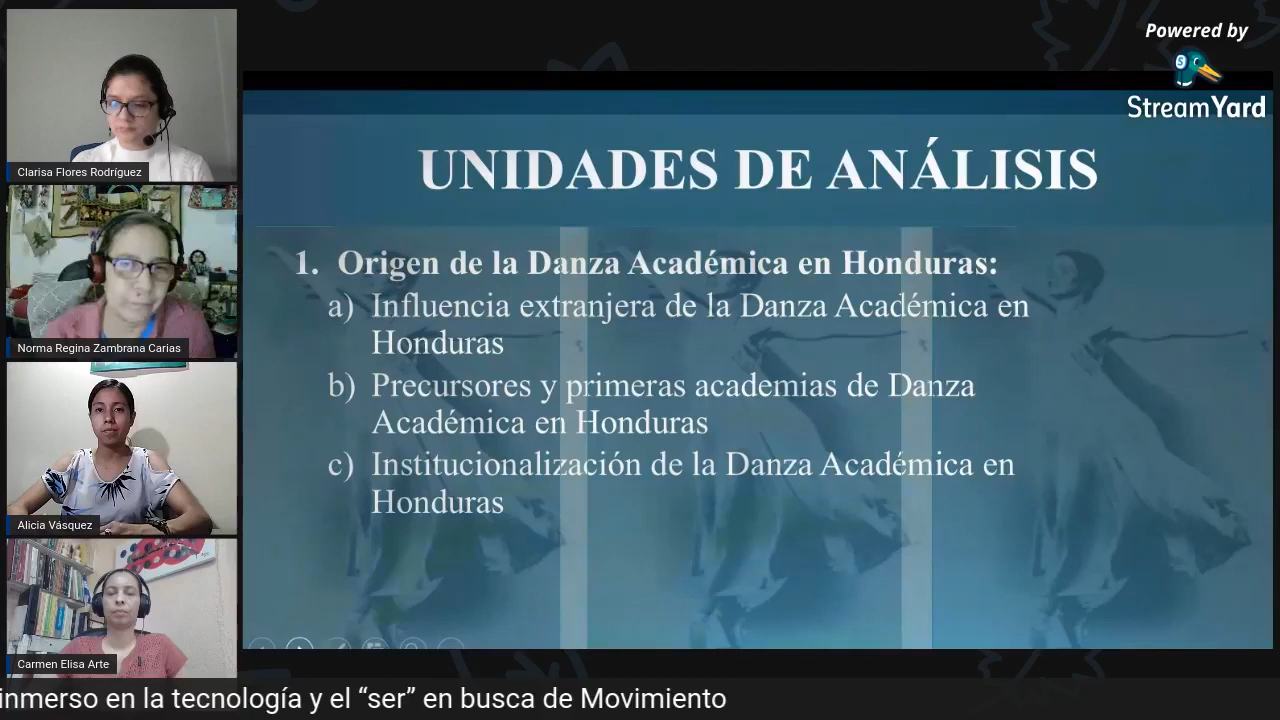 Powered by
StreamYard
Clarisa Flores Rodríguez
Norma Regina Zambrana Carias
Alicia Vásquez
Carmen Elisa Arte
UNIDADES DE ANÁLISIS
1. Origen de la Danza Académica en Honduras:
a) Influencia extranjera de la Danza Académica en
Honduras
b) Precursores y primeras academias de Danza
Académica en Honduras
c) Institucionalización de la Danza Académica en
Honduras
inmerso en la tecnología y el “ser” en busca de Movimiento